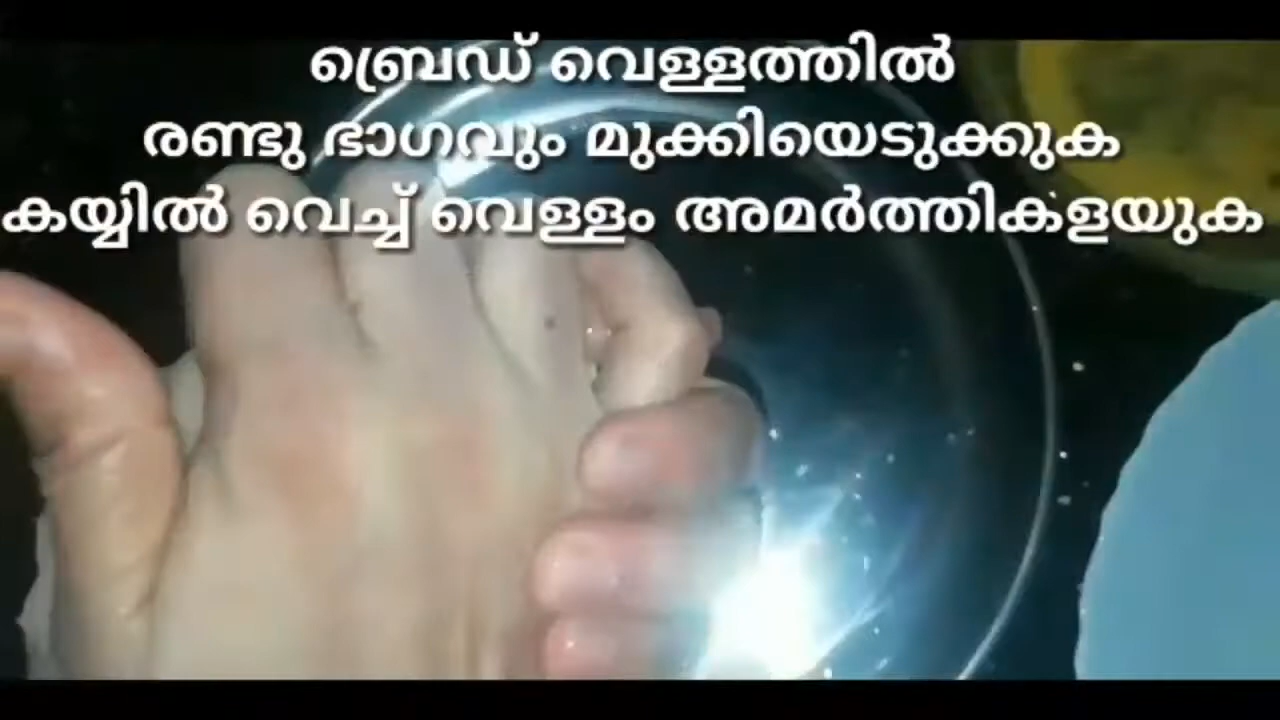 ബ്രെഡ് വെള്ളത്തിൽ
രണ്ടു ഭാഗവും മുക്കിയെടുക്കുക
കയ്യിൽ വെച്ച് വെള്ളം അമർത്തികളയുക